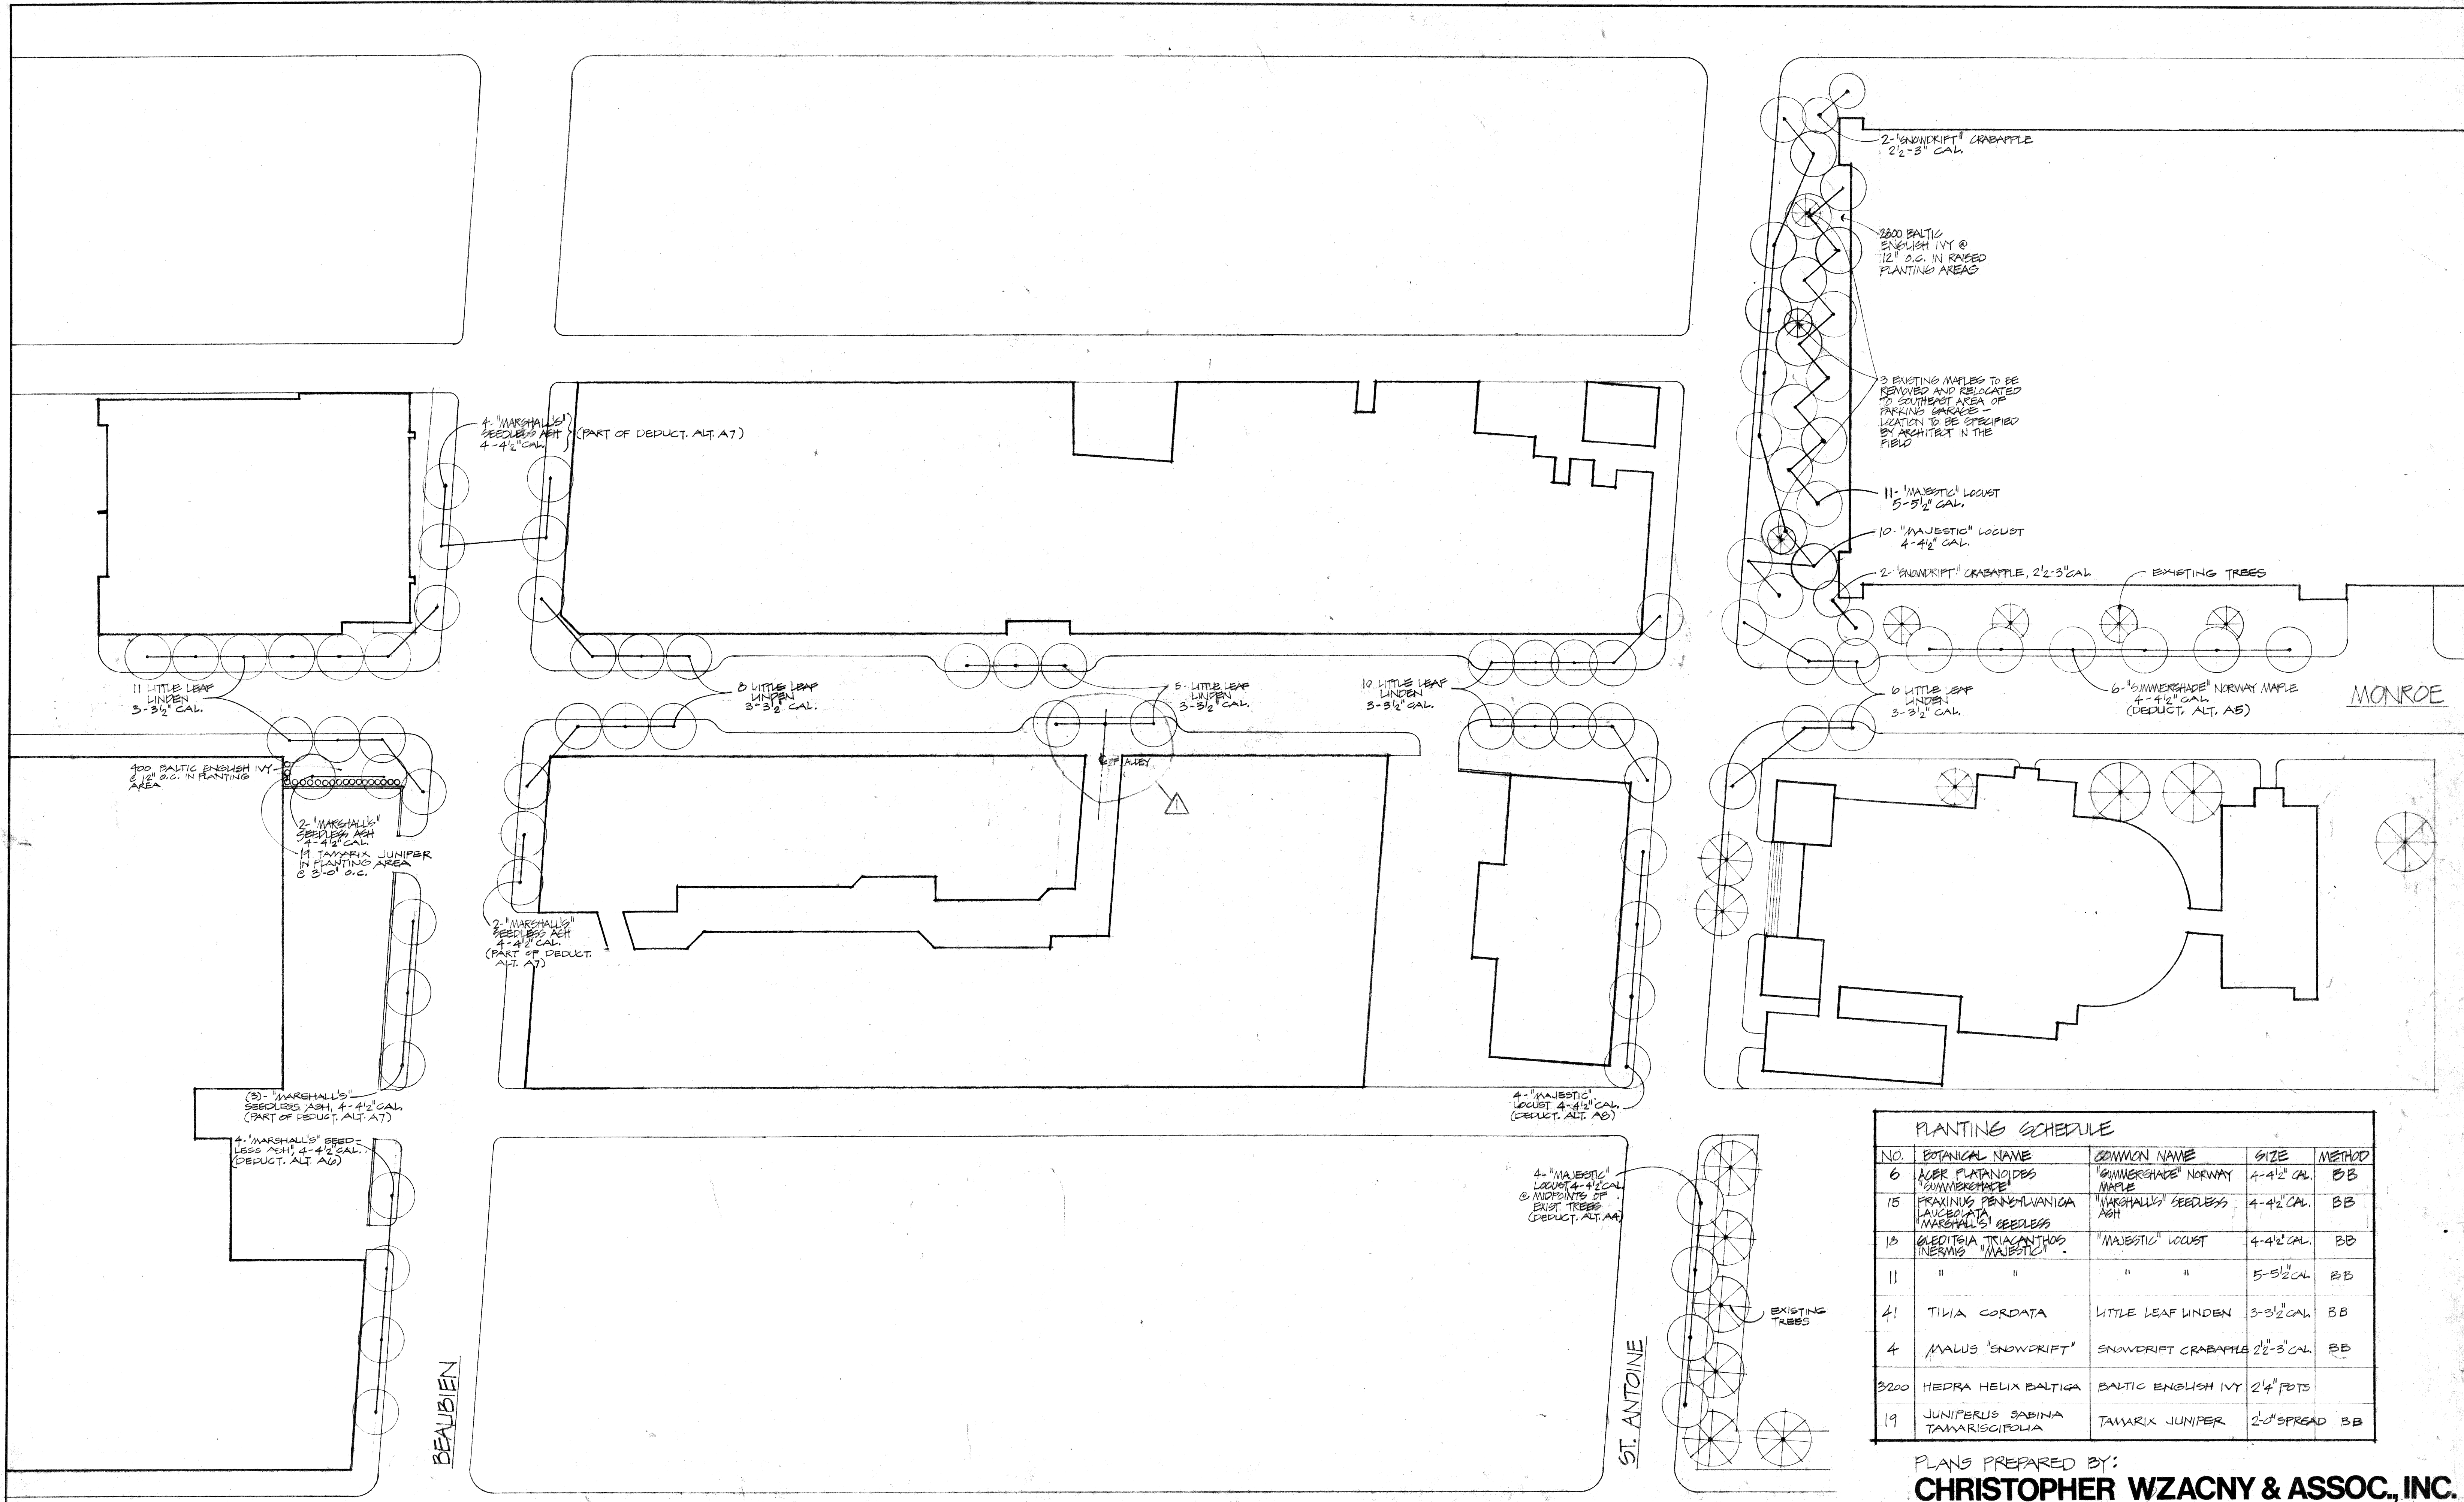 2-"SNOWDRIFT" CRABAPPLE
2½-3" CAL.
2800 BALTIC
ENGLISH IVY @
12" O.C. IN RAISED
PLANTING AREAS
3 EXISTING MAPLES TO BE
REMOVED AND RELOCATED
TO SOUTHEAST AREA OF
PARKING GARAGE -
LOCATION TO BE SPECIFIED
BY ARCHITECT IN THE
FIELD
4-"MARSHALL'S"
SEEDLESS ASH
4-4½" CAL.
(PART OF DEDUCT. ALT. A7)
11-"MAJESTIC" LOCUST
5-5½" CAL.
10-"MAJESTIC" LOCUST
4-4½" CAL.
2-"SNOWDRIFT" CRABAPPLE, 2½-3" CAL
EXISTING TREES
11 LITTLE LEAF
LINDEN
3-3½" CAL.
8 LITTLE LEAF
LINDEN
3-3½" CAL.
5-LITTLE LEAF
LINDEN
3-3½" CAL.
10 LITTLE LEAF
LINDEN
3-3½" CAL.
6 LITTLE LEAF
LINDEN
3-3½" CAL.
6-"SUMMERSHADE" NORWAY MAPLE
4-4½" CAL.
(DEDUCT. ALT. A5)
MONROE
400 BALTIC ENGLISH IVY
@ 12" O.C. IN PLANTING
AREA
ALLEY
1
2-"MARSHALL'S"
SEEDLESS ASH
4-4½" CAL.
19 TAMARIX JUNIPER
IN PLANTING AREA
@ 3'-0" O.C.
2-"MARSHALL'S"
SEEDLESS ASH
4-4½" CAL.
(PART OF DEDUCT.
ALT. A7)
(3)-"MARSHALL'S"
SEEDLESS ASH, 4-4½" CAL.
(PART OF DEDUCT. ALT. A7)
4-"MARSHALL'S" SEED-
LESS ASH", 4-4½" CAL.
(DEDUCT. ALT. A6)
4-"MAJESTIC"
LOCUST 4-4½" CAL.
(DEDUCT. ALT. A8)
4-"MAJESTIC"
LOCUST, 4-4½" CAL
@ MIDPOINTS OF
EXIST. TREES
(DEDUCT. ALT. A4)
EXISTING
TREES
BEAUBIEN
ST. ANTOINE
PLANTING SCHEDULE
NO. BOTANICAL NAME COMMON NAME SIZE METHOD
6 ACER PLATANOIDES "SUMMERSHADE" NORWAY 4-4½" CAL. BB
"SUMMERSHADE" MAPLE
15 FRAXINUS PENNSYLVANICA "MARSHALL'S" SEEDLESS 4-4½" CAL. BB
LAUCEOLATA ASH
"MARSHALL'S" SEEDLESS
18 GLEDITSIA TRIACANTHOS "MAJESTIC" LOCUST 4-4½" CAL. BB
INERMIS "MAJESTIC"
11 " " " " 5-5½" CAL BB
41 TILIA CORDATA LITTLE LEAF LINDEN 3-3½" CAL BB
4 MALUS "SNOWDRIFT" SNOWDRIFT CRABAPPLE 2½"-3" CAL BB
3200 HEDRA HELIX BALTICA BALTIC ENGLISH IVY 2¼" POTS
19 JUNIPERUS SABINA TAMARIX JUNIPER 2'-0" SPREAD BB
TAMARISCIFOLIA
PLANS PREPARED BY:
CHRISTOPHER WZACNY & ASSOC., INC.